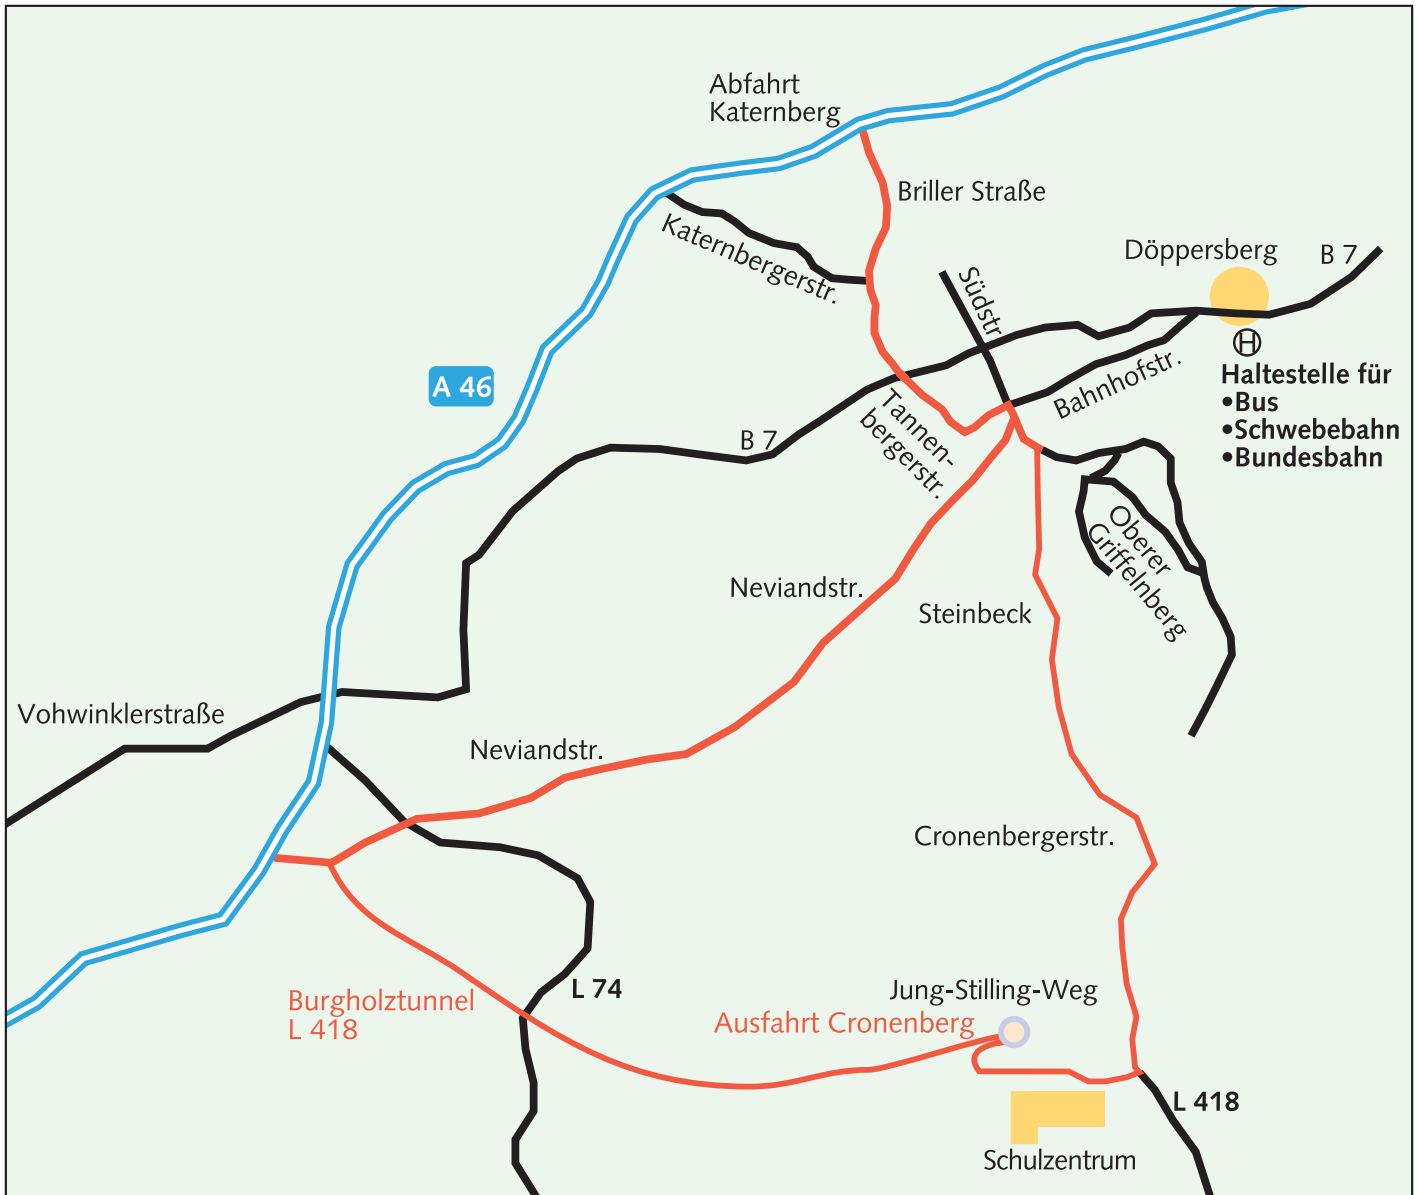 Abfahrt
Katernberg
Briller Straße
Katernbergerstr.
Südstr.
Döppersberg
B 7
H
Haltestelle für
•Bus
•Schwebebahn
•Bundesbahn
Bahnhofstr.
A 46
B 7
Tannen-
bergerstr.
Oberer
Griffelnberg
Neviandstr.
Steinbeck
Vohwinklerstraße
Neviandstr.
Cronenbergerstr.
L 74
Burgholztunnel
L 418
Jung-Stilling-Weg
Ausfahrt Cronenberg
L 418
Schulzentrum